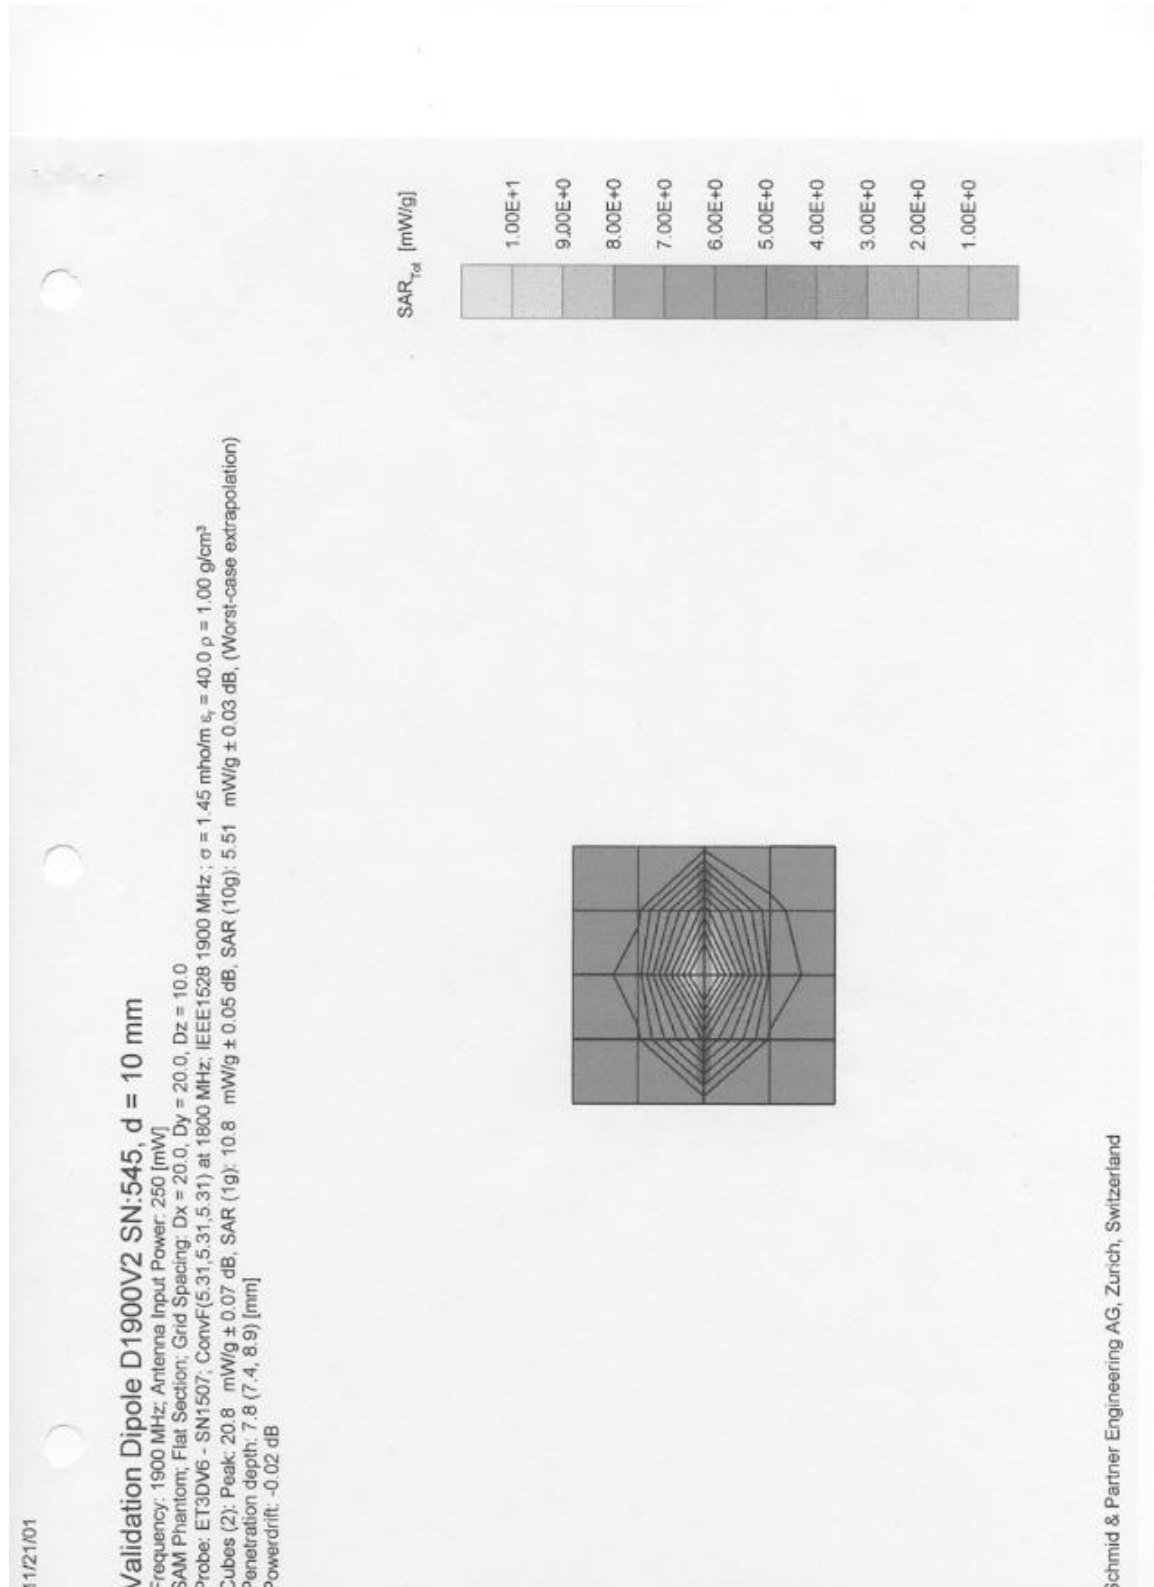 11/21/01
Validation Dipole D1900V2 SN:545, d = 10 mm
Frequency: 1900 MHz; Antenna Input Power: 250 [mW]
SAM Phantom; Flat Section; Grid Spacing: Dx = 20.0, Dy = 20.0, Dz = 10.0
Probe: ET3DV6 - SN1507; ConvF(5.31,5.31,5.31) at 1800 MHz; IEEE1528 1900 MHz ; σ = 1.45 mho/m εr = 40.0 ρ = 1.00 g/cm³
Cubes (2): Peak: 20.8 mW/g ± 0.07 dB, SAR (1g): 10.8 mW/g ± 0.05 dB, SAR (10g): 5.51 mW/g ± 0.03 dB, (Worst-case extrapolation)
Penetration depth: 7.8 (7.4, 8.9) [mm]
Powerdrift: -0.02 dB
SARTot [mW/g]
1.00E+1
9.00E+0
8.00E+0
7.00E+0
6.00E+0
5.00E+0
4.00E+0
3.00E+0
2.00E+0
1.00E+0
Schmid & Partner Engineering AG, Zurich, Switzerland